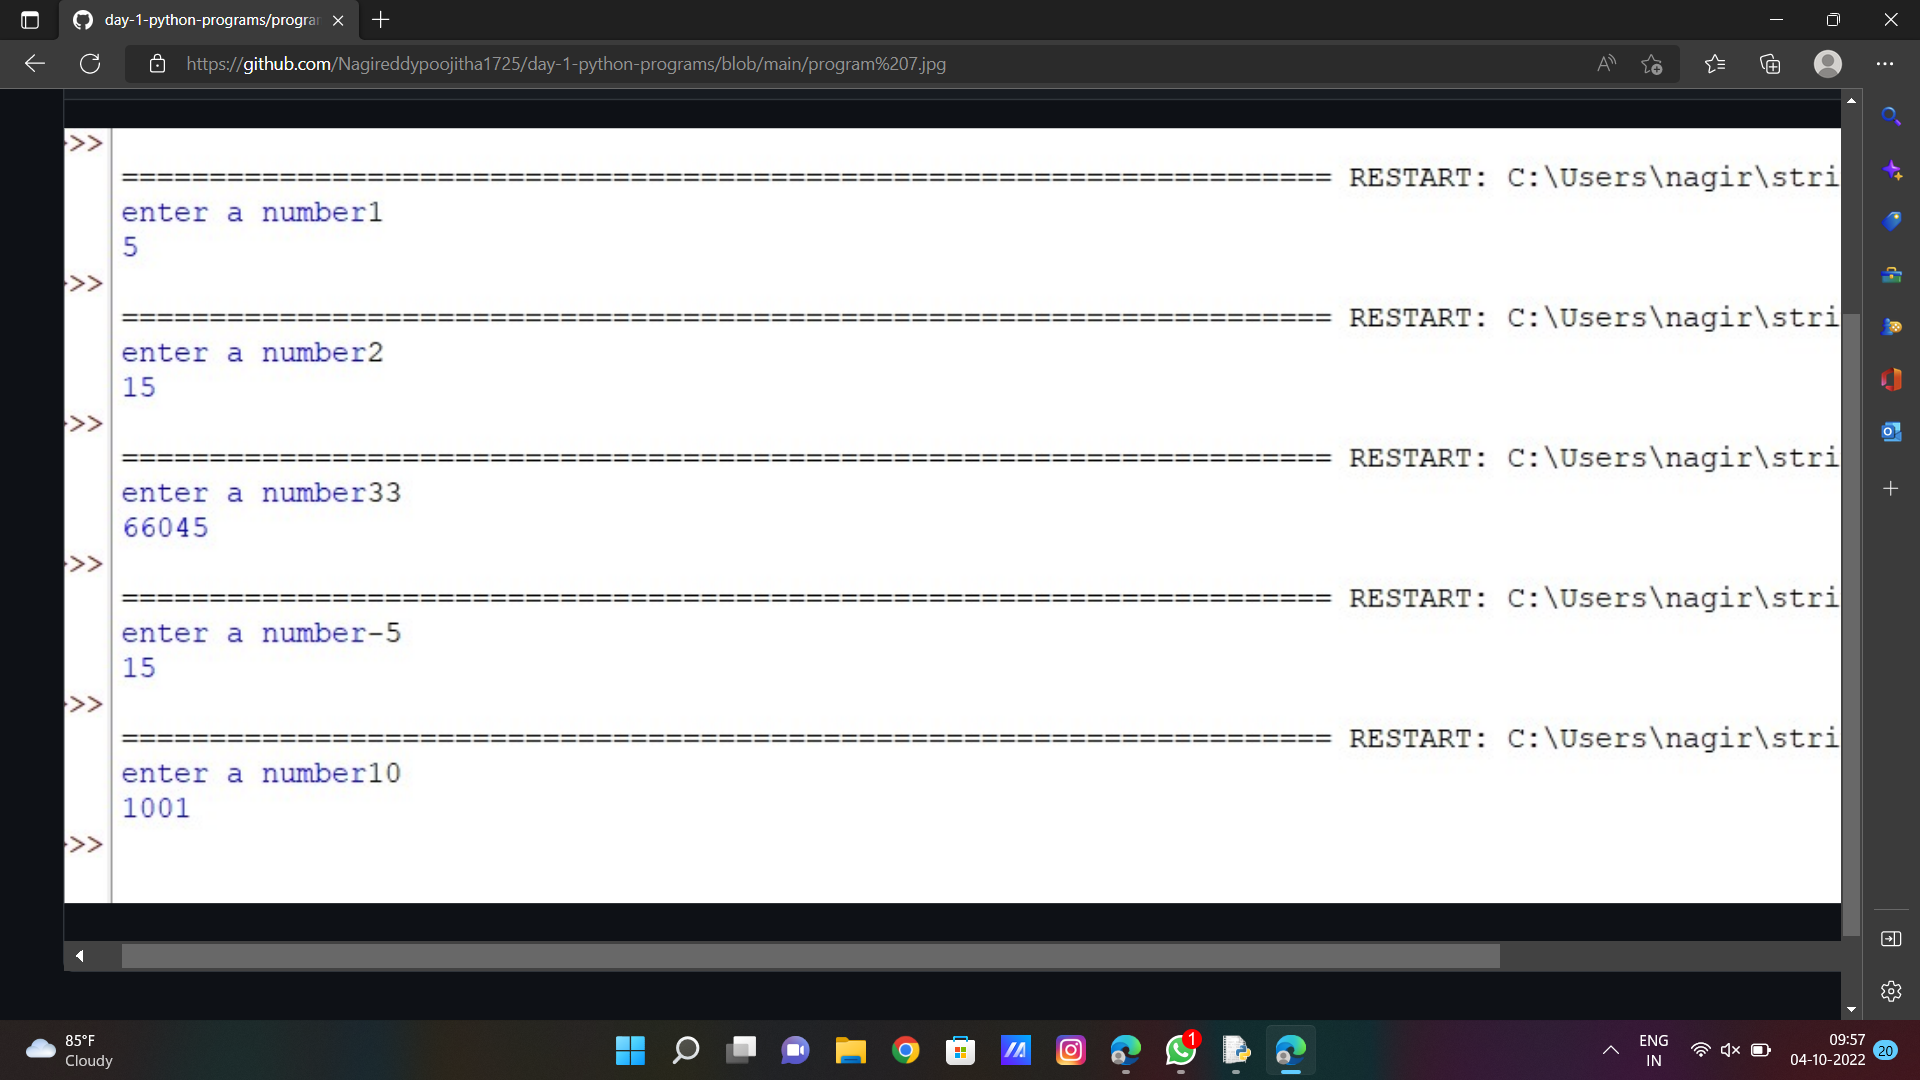 day-1-python-programs/progra
https://github.com/Nagireddypoojitha1725/day-1-python-programs/blob/main/program%207.jpg
>>>
===================================================================== RESTART: C:\Users\nagir\stri
enter a number1
5
>>>
===================================================================== RESTART: C:\Users\nagir\stri
enter a number2
15
>>>
===================================================================== RESTART: C:\Users\nagir\stri
enter a number33
66045
>>>
===================================================================== RESTART: C:\Users\nagir\stri
enter a number-5
15
>>>
===================================================================== RESTART: C:\Users\nagir\stri
enter a number10
1001
>>>
85°F
Cloudy
1
ENG
IN
09:57
04-10-2022
20